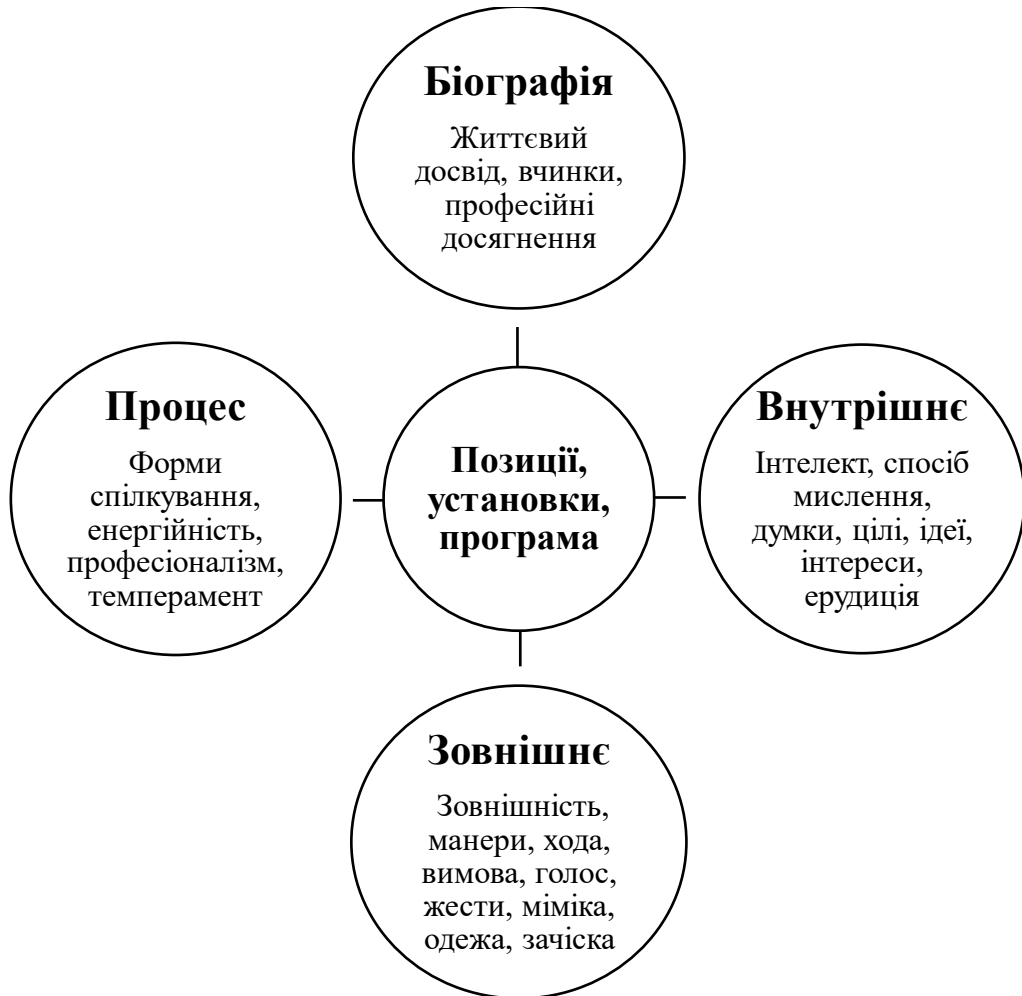 Біографія
Життєвий
досвід, вчинки,
професійні
досягнення
Процес
Форми
спілкування,
енергійність,
професіоналізм,
темперамент
Позиції,
установки,
програма
Внутрішнє
Інтелект, спосіб
мислення,
думки, цілі, ідеї,
інтереси,
ерудиція
Зовнішнє
Зовнішність,
манери, хода,
вимова, голос,
жести, міміка,
одежа, зачіска